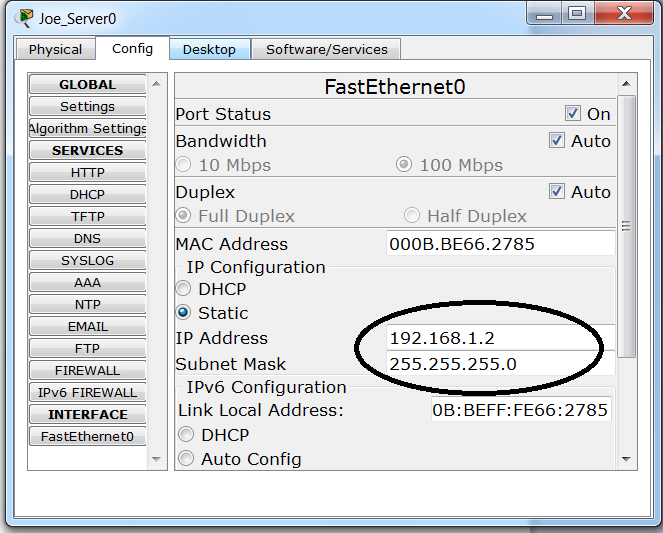 Joe_Server0
Physical Config Desktop Software/Services
GLOBAL
Settings
Algorithm Settings
SERVICES
HTTP
DHCP
TFTP
DNS
SYSLOG
AAA
NTP
EMAIL
FTP
FIREWALL
IPv6 FIREWALL
INTERFACE
FastEthernet0
FastEthernet0
Port Status On
Bandwidth Auto
10 Mbps 100 Mbps
Duplex Auto
Full Duplex Half Duplex
MAC Address 000B.BE66.2785
IP Configuration
DHCP
Static
IP Address 192.168.1.2
Subnet Mask 255.255.255.0
IPv6 Configuration
Link Local Address: 0B:BEFF:FE66:2785
DHCP
Auto Config